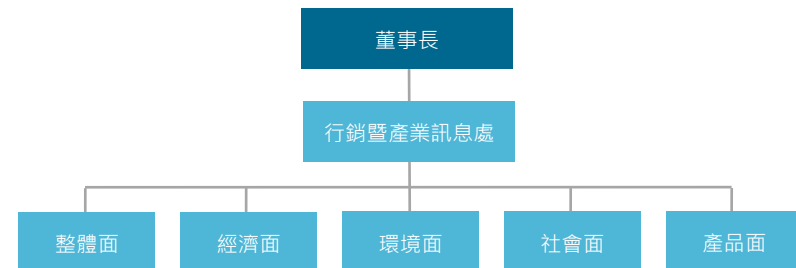 董事長
行銷暨產業訊息處
整體面
經濟面
環境面
社會面
產品面